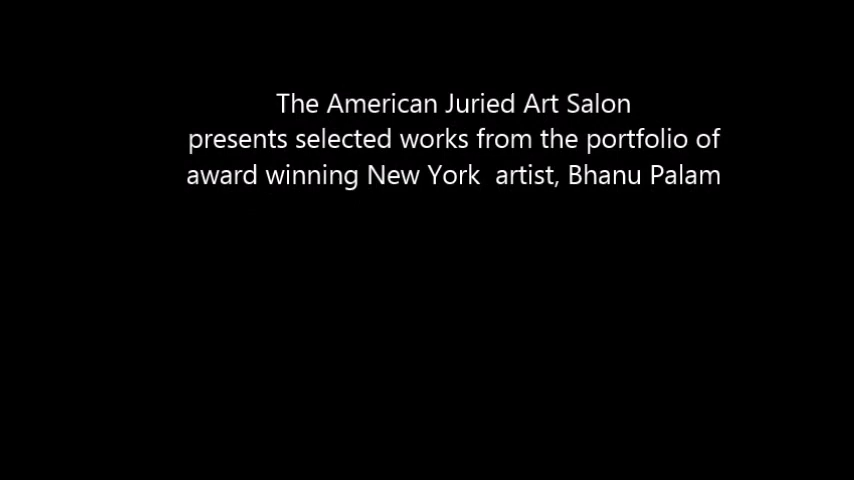 The American Juried Art Salon
presents selected works from the portfolio of
award winning New York  artist, Bhanu Palam